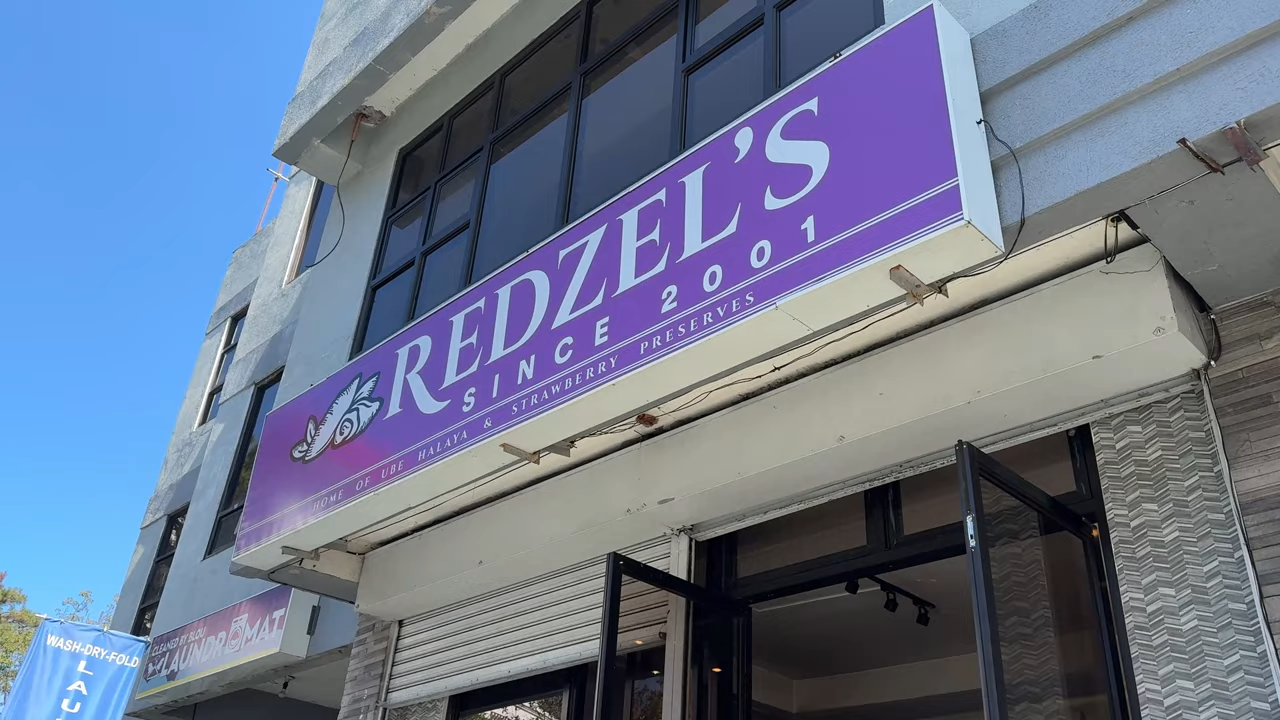 REDZEL'S
SINCE 2001
HOME OF UBE HALAYA & STRAWBERRY PRESERVES
CLEANED BY BLOU
LAUNDROMAT
WASH-DRY-FOLD
LAU